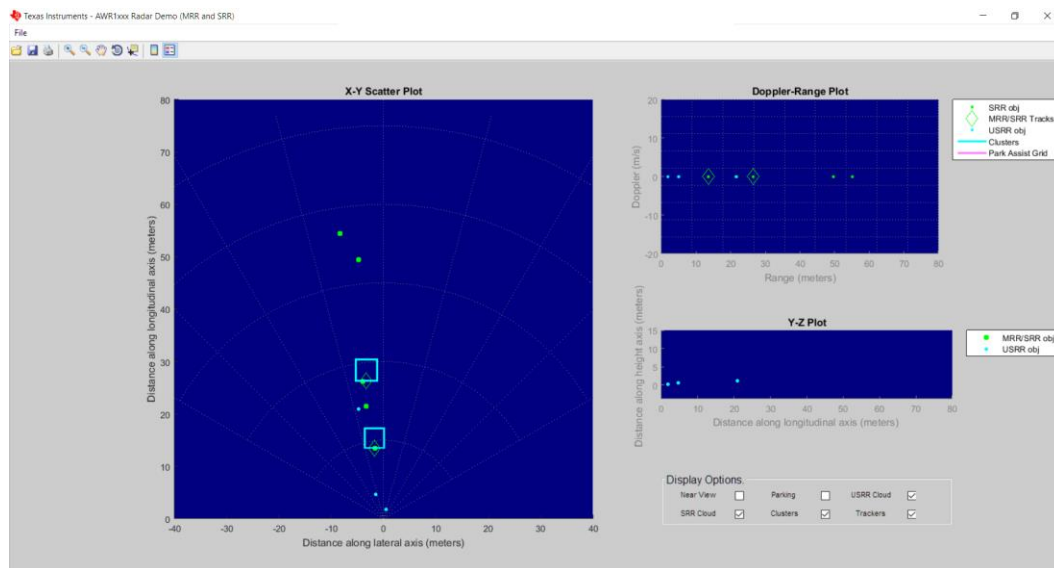 Texas Instruments - AWR1xxx Radar Demo (MRR and SRR)
File
X-Y Scatter Plot
80
70
60
50
40
30
20
10
0
Distance along longitudinal axis (meters)
-40 -30 -20 -10 0 10 20 30 40
Distance along lateral axis (meters)
Doppler-Range Plot
20
10
0
-10
-20
Doppler (m/s)
0 10 20 30 40 50 60 70 80
Range (meters)
SRR obj
MRR/SRR Tracks
USRR obj
Clusters
Park Assist Grid
Y-Z Plot
15
10
5
0
Distance along height axis (meters)
0 10 20 30 40 50 60 70 80
Distance along longitudinal axis (meters)
MRR/SRR obj
USRR obj
Display Options.
Near View Parking USRR Cloud
SRR Cloud Clusters Trackers